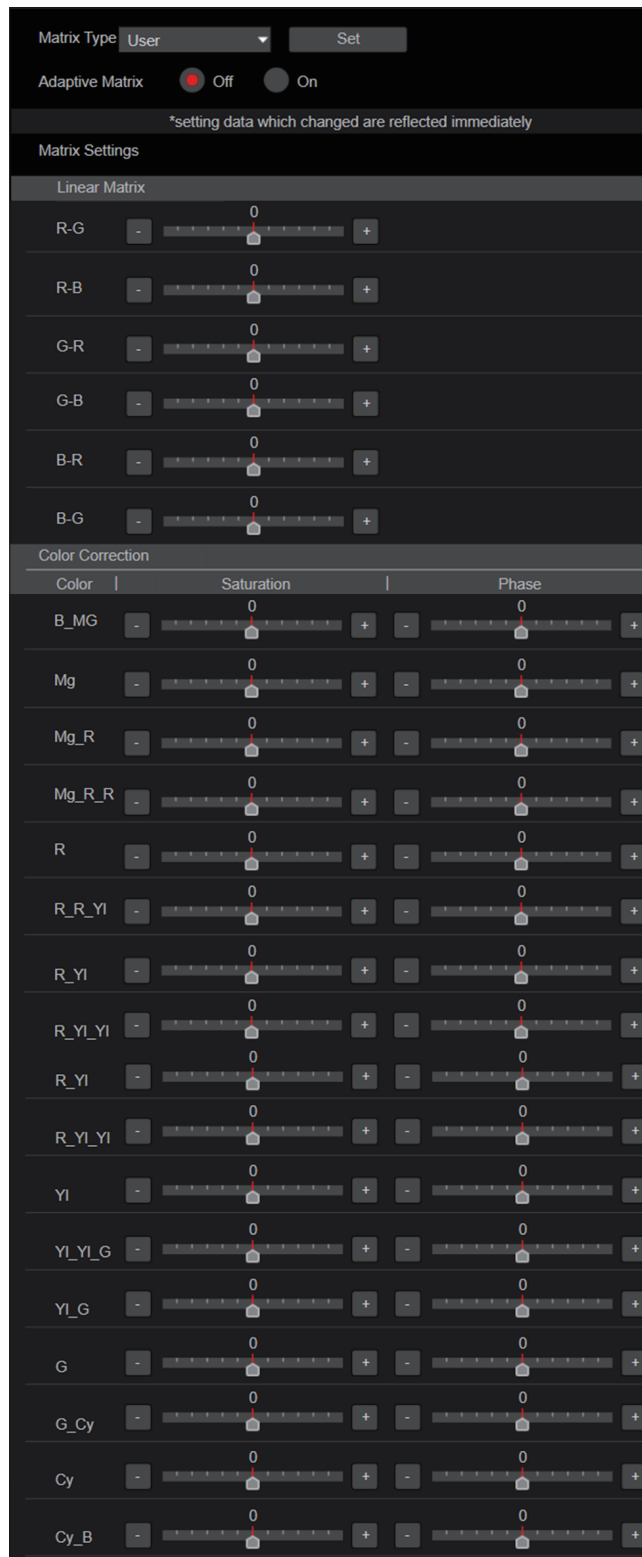 Matrix Type User Set
Adaptive Matrix Off On
*setting data which changed are reflected immediately
Matrix Settings
Linear Matrix
0
R-G - +
0
R-B - +
0
G-R - +
0
G-B - +
0
B-R - +
0
B-G - +
Color Correction
Color | Saturation | Phase
0 0
B_MG - + - +
0 0
Mg - + - +
0 0
Mg_R - + - +
0 0
Mg_R_R - + - +
0 0
R - + - +
0 0
R_R_Yl - + - +
0 0
R_Yl - + - +
0 0
R_Yl_Yl - + - +
0 0
R_Yl - + - +
0 0
R_Yl_Yl - + - +
0 0
Yl - + - +
0 0
Yl_Yl_G - + - +
0 0
Yl_G - + - +
0 0
G - + - +
0 0
G_Cy - + - +
0 0
Cy - + - +
0 0
Cy_B - + - +